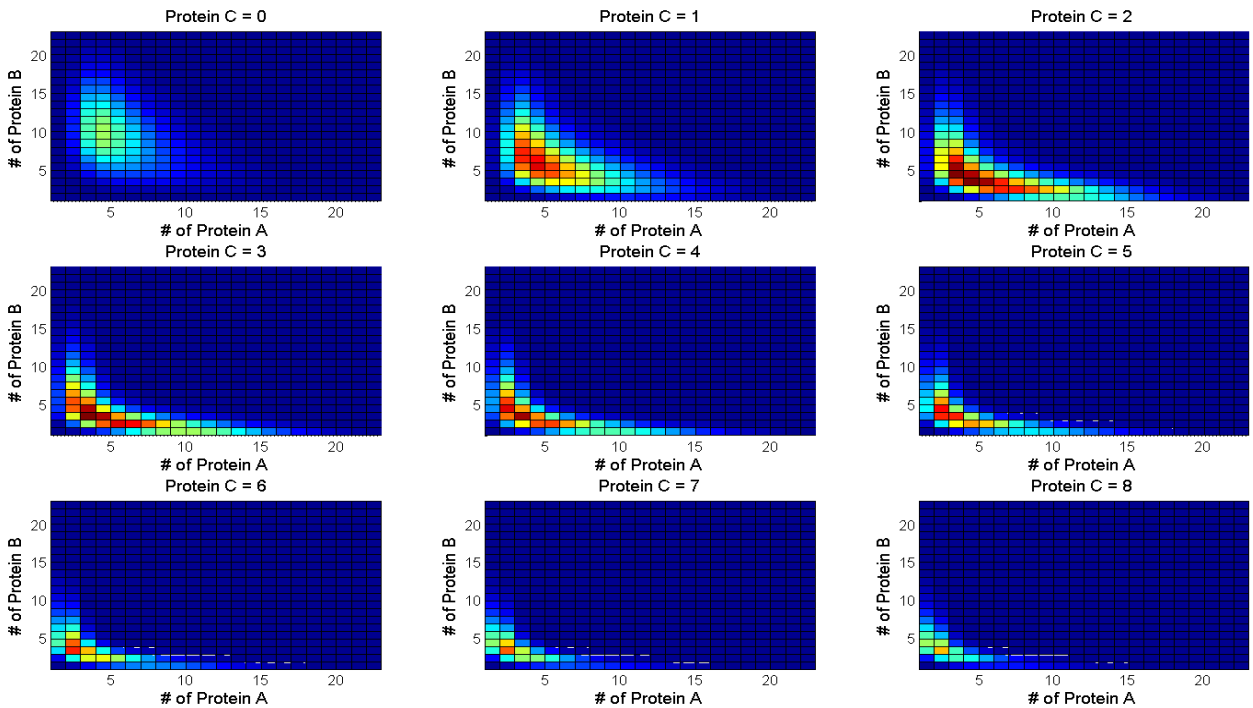 Protein C = 0
Protein C = 1
Protein C = 2
# of Protein B
20
15
10
5
5
10
15
20
# of Protein A
# of Protein B
20
15
10
5
5
10
15
20
# of Protein A
# of Protein B
20
15
10
5
5
10
15
20
# of Protein A
Protein C = 3
Protein C = 4
Protein C = 5
# of Protein B
20
15
10
5
5
10
15
20
# of Protein A
# of Protein B
20
15
10
5
5
10
15
20
# of Protein A
# of Protein B
20
15
10
5
5
10
15
20
# of Protein A
Protein C = 6
Protein C = 7
Protein C = 8
# of Protein B
20
15
10
5
5
10
15
20
# of Protein A
# of Protein B
20
15
10
5
5
10
15
20
# of Protein A
# of Protein B
20
15
10
5
5
10
15
20
# of Protein A